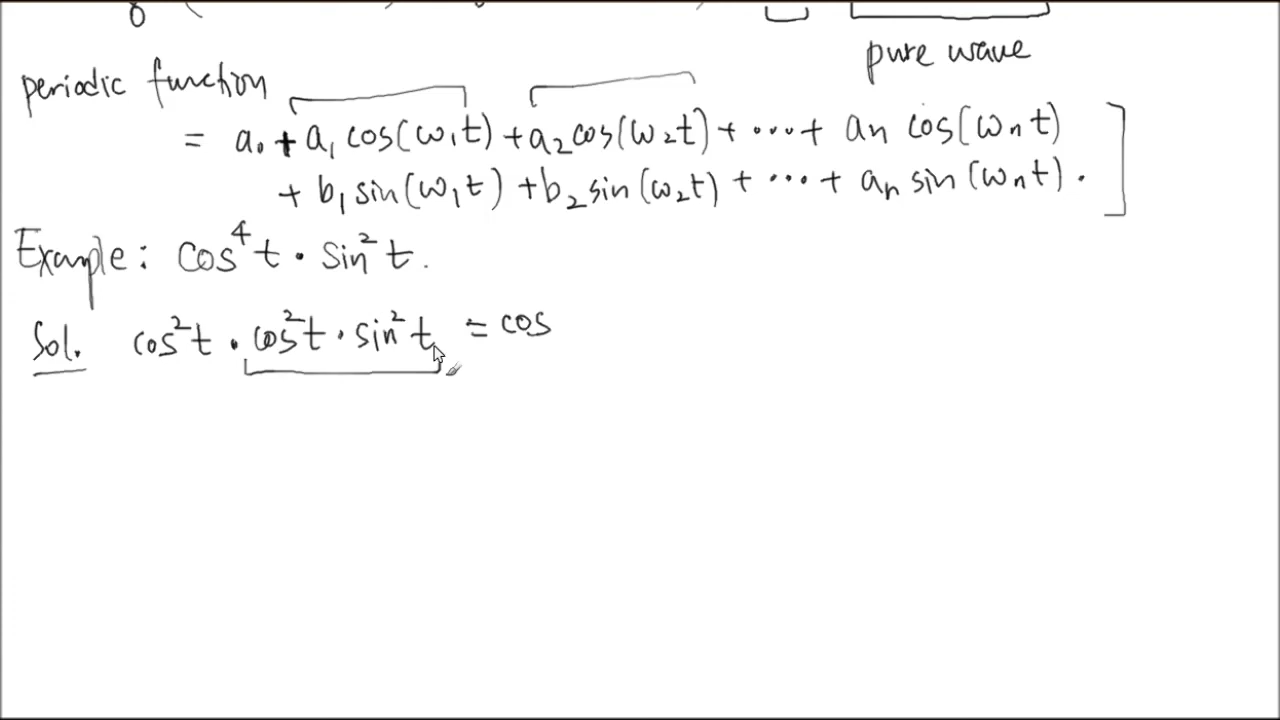 pure wave
periodic function
= a₀ + a₁ cos(ω₁t) + a₂ cos(ω₂t) + ⋯ + an cos(ωnt)
+ b₁ sin(ω₁t) + b₂ sin(ω₂t) + ⋯ + an sin(ωnt).
Example: cos⁴t · sin²t.
Sol. cos²t · cos²t · sin²t = cos